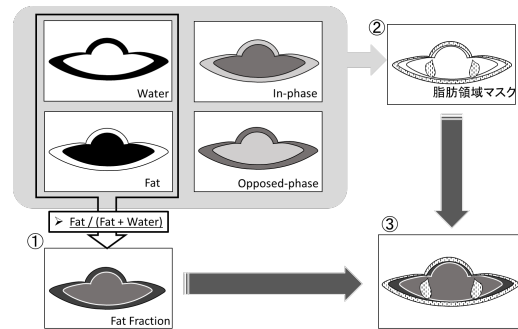 ②
Water
In-phase
脂肪領域マスク
Fat
Opposed-phase
➢ Fat / (Fat + Water)
①
③
Fat Fraction